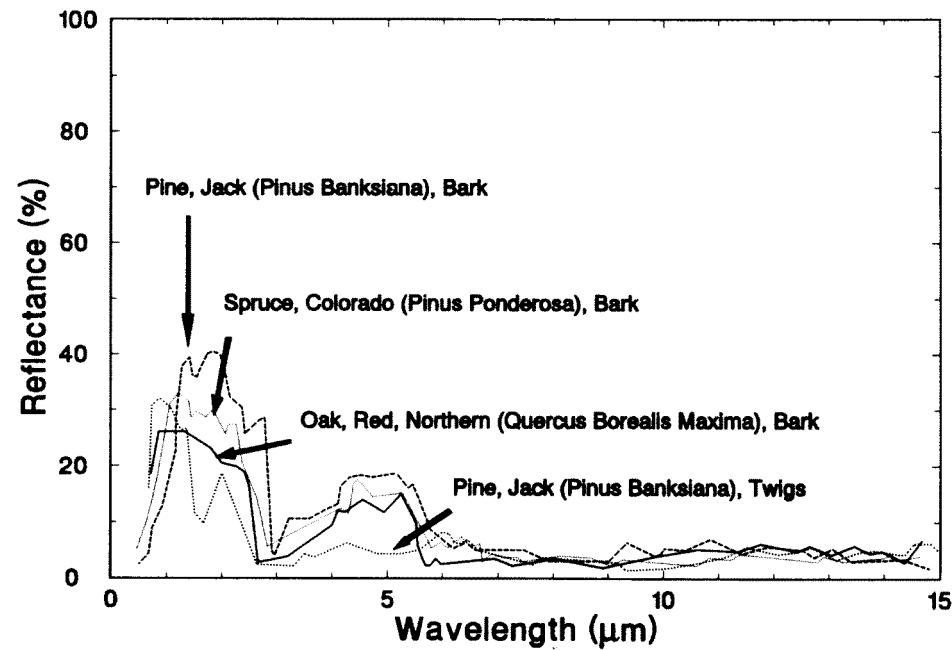 100
80
60
40
20
0
Reflectance (%)
Pine, Jack (Pinus Banksiana), Bark
Spruce, Colorado (Pinus Ponderosa), Bark
Oak, Red, Northern (Quercus Borealis Maxima), Bark
Pine, Jack (Pinus Banksiana), Twigs
0 5 10 15
Wavelength (μm)